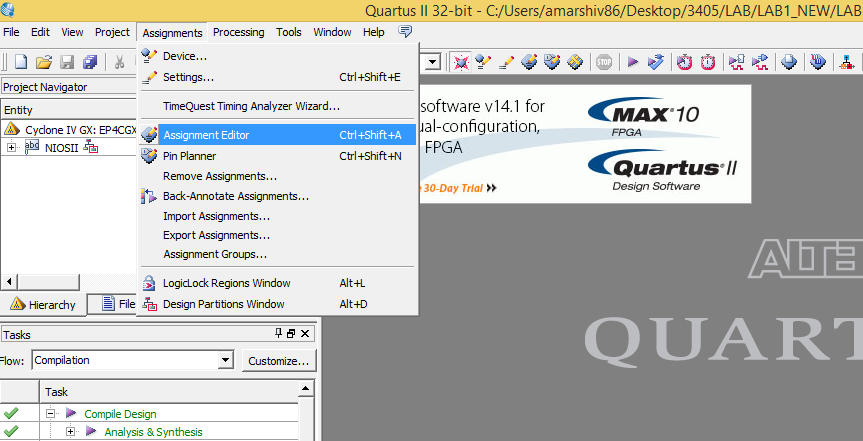 Quartus II 32-bit - C:/Users/amarshiv86/Desktop/3405/LAB/LAB1_NEW/LAB
File Edit View Project Assignments Processing Tools Window Help
Device...
Settings... Ctrl+Shift+E
TimeQuest Timing Analyzer Wizard...
Assignment Editor Ctrl+Shift+A
Pin Planner Ctrl+Shift+N
Remove Assignments...
Back-Annotate Assignments...
Import Assignments...
Export Assignments...
Assignment Groups...
LogicLock Regions Window Alt+L
Design Partitions Window Alt+D
STOP
Project Navigator
Entity
Cyclone IV GX: EP4CGX
abd NIOSII
Hierarchy File
software v14.1 for
ual-configuration,
FPGA
e 30-Day Trial
MAX 10
FPGA
Quartus II
Design Software
ALTE
QUART
Tasks
Flow: Compilation Customize...
Task
Compile Design
Analysis & Synthesis